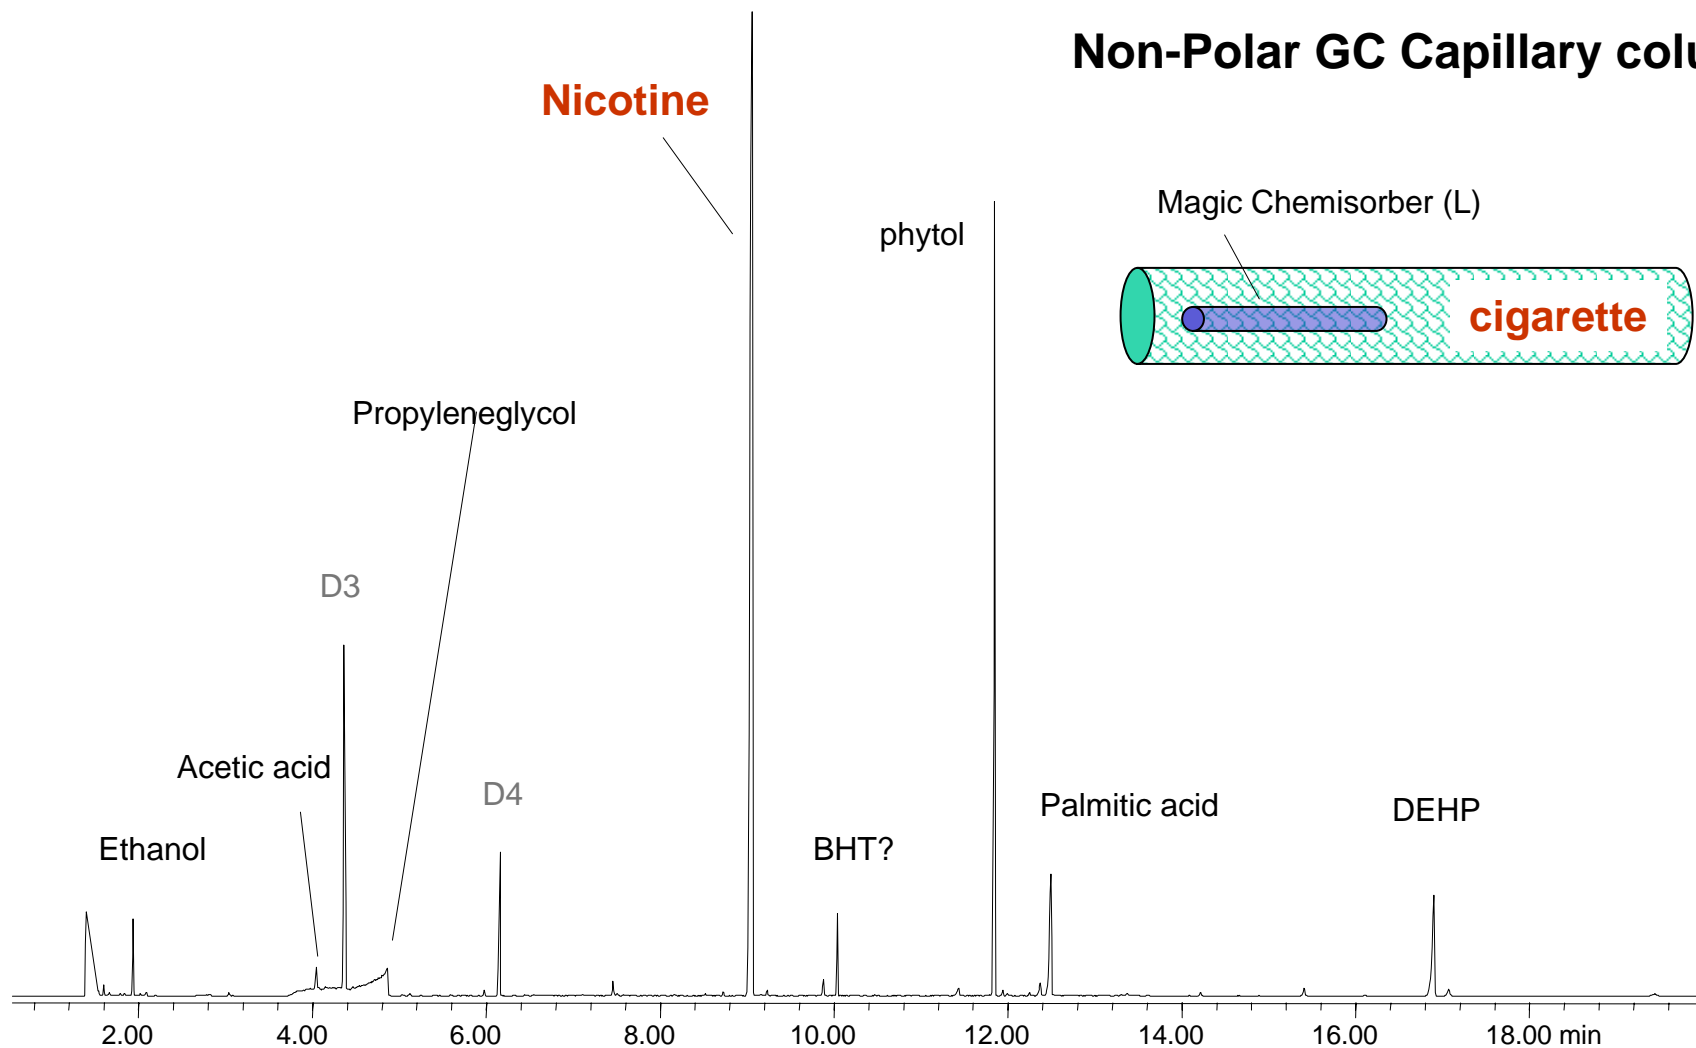 Non-Polar GC Capillary colu
Nicotine
Magic Chemisorber (L)
phytol
cigarette
Propyleneglycol
D3
Acetic acid
D4
Palmitic acid
DEHP
Ethanol
BHT?
2.00 4.00 6.00 8.00 10.00 12.00 14.00 16.00 18.00 min